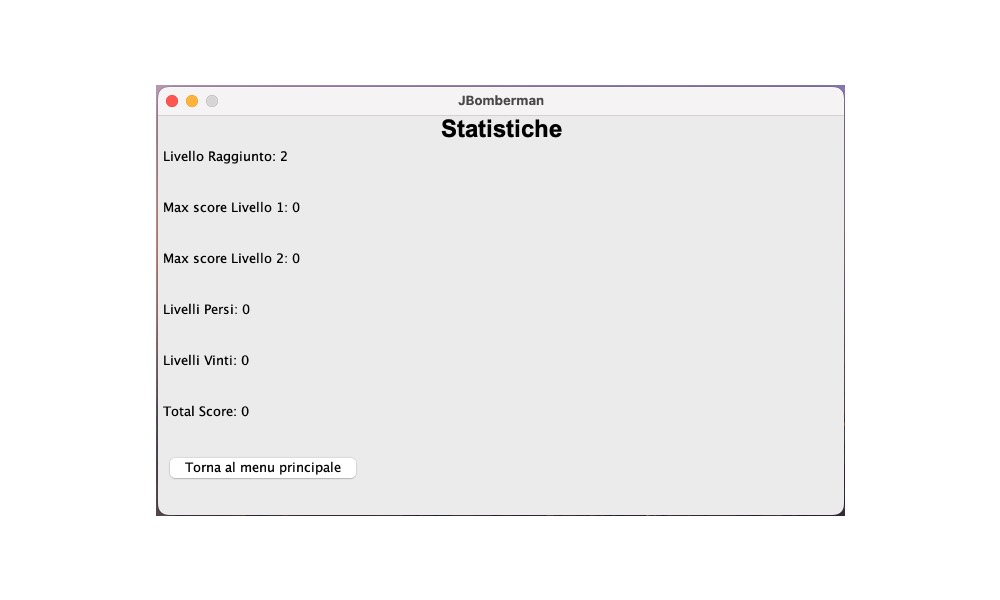 JBomberman
Statistiche
Livello Raggiunto: 2
Max score Livello 1: 0
Max score Livello 2: 0
Livelli Persi: 0
Livelli Vinti: 0
Total Score: 0
Torna al menu principale